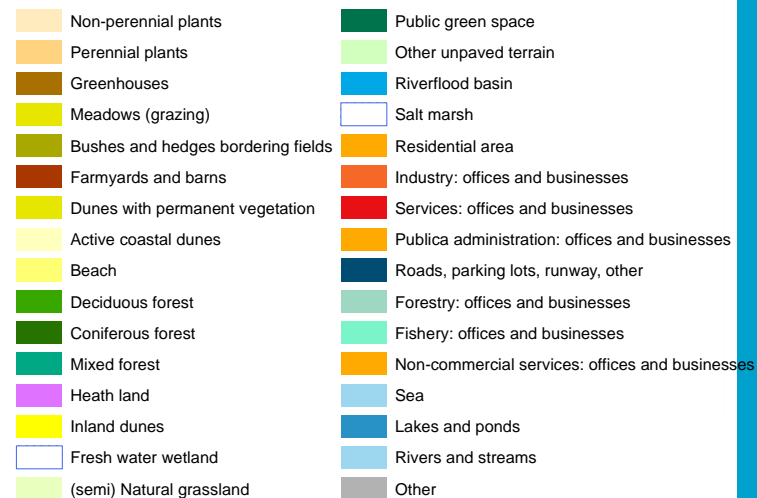 Non-perennial plants
Perennial plants
Greenhouses
Meadows (grazing)
Bushes and hedges bordering fields
Farmyards and barns
Dunes with permanent vegetation
Active coastal dunes
Beach
Deciduous forest
Coniferous forest
Mixed forest
Heath land
Inland dunes
Fresh water wetland
(semi) Natural grassland
Public green space
Other unpaved terrain
Riverflood basin
Salt marsh
Residential area
Industry: offices and businesses
Services: offices and businesses
Publica administration: offices and businesses
Roads, parking lots, runway, other
Forestry: offices and businesses
Fishery: offices and businesses
Non-commercial services: offices and businesses
Sea
Lakes and ponds
Rivers and streams
Other